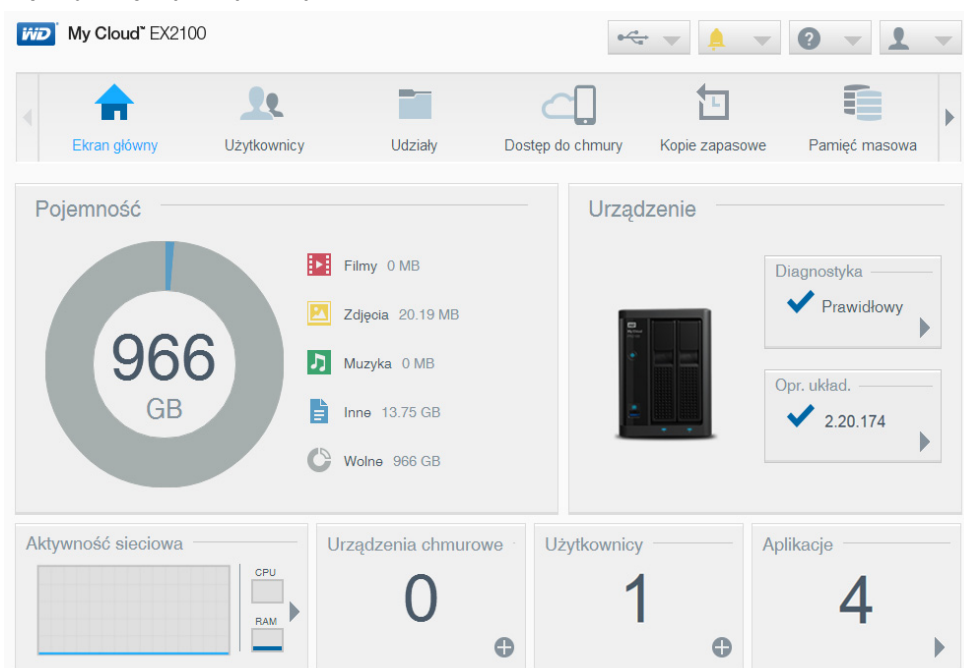 WD My Cloud™ EX2100
Ekran główny
Użytkownicy
Udziały
Dostęp do chmury
Kopie zapasowe
Pamięć masowa
Pojemność
966
GB
Filmy 0 MB
Zdjęcia 20.19 MB
Muzyka 0 MB
Inne 13.75 GB
Wolne 966 GB
Urządzenie
Diagnostyka
Prawidłowy
Opr. układ.
2.20.174
Aktywność sieciowa
CPU
RAM
Urządzenia chmurowe
0
Użytkownicy
1
Aplikacje
4